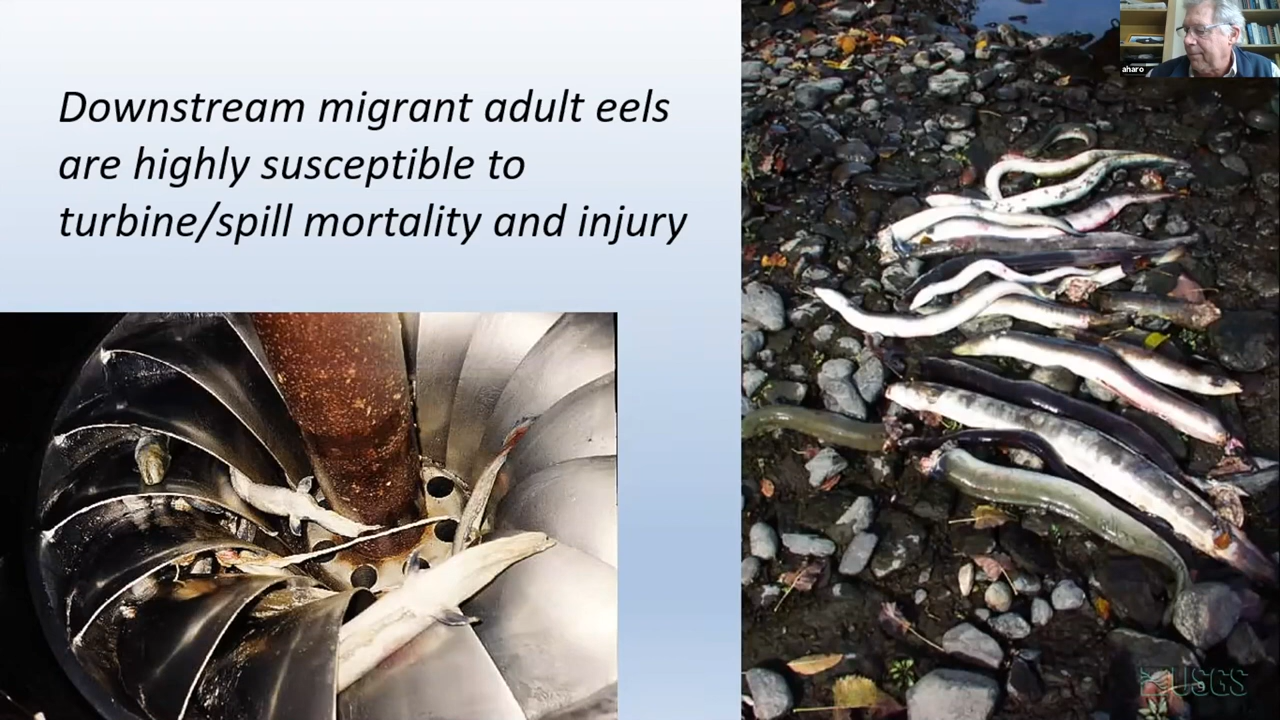 Downstream migrant adult eels
are highly susceptible to
turbine/spill mortality and injury
aharo
USGS